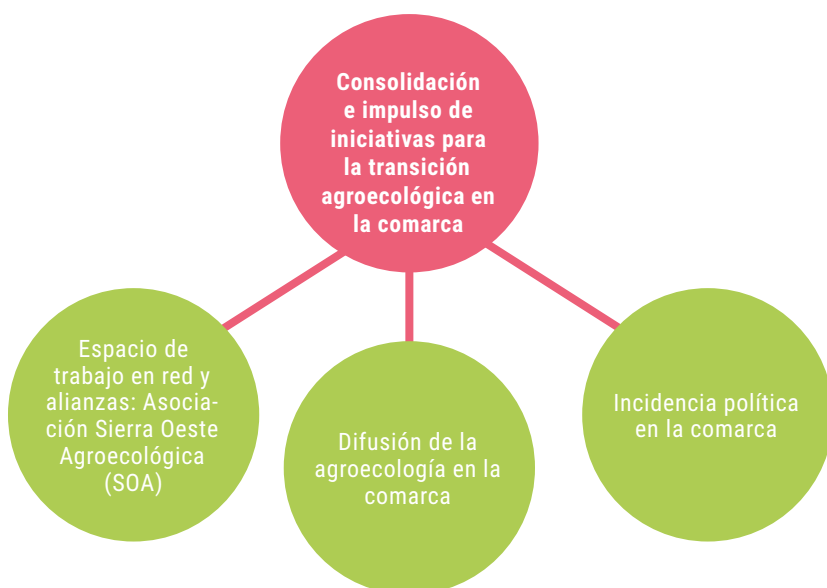 Consolidación
e impulso de
iniciativas para
la transición
agroecológica en
la comarca
Espacio de
trabajo en red y
alianzas: Asocia-
ción Sierra Oeste
Agroecológica
(SOA)
Difusión de la
agroecología en la
comarca
Incidencia política
en la comarca